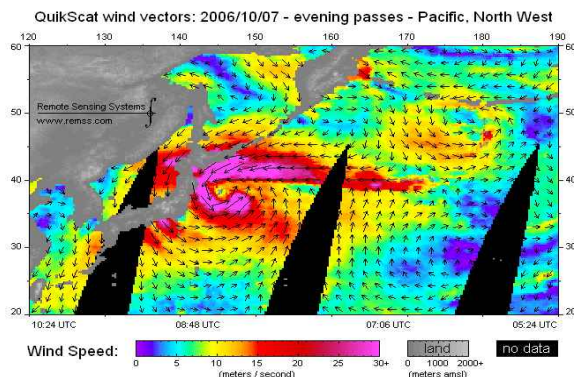 QuikScat wind vectors: 2006/10/07 - evening passes - Pacific, North West
120 130 140 150 160 170 180 190
60 60
50 50
40 40
30 30
20 20
Remote Sensing Systems
www.remss.com
10:24 UTC 08:48 UTC 07:06 UTC 05:24 UTC
Wind Speed: land no data
0 5 10 15 20 25 30+ 0 1000 2000+
(meters / second) (meters amsl)